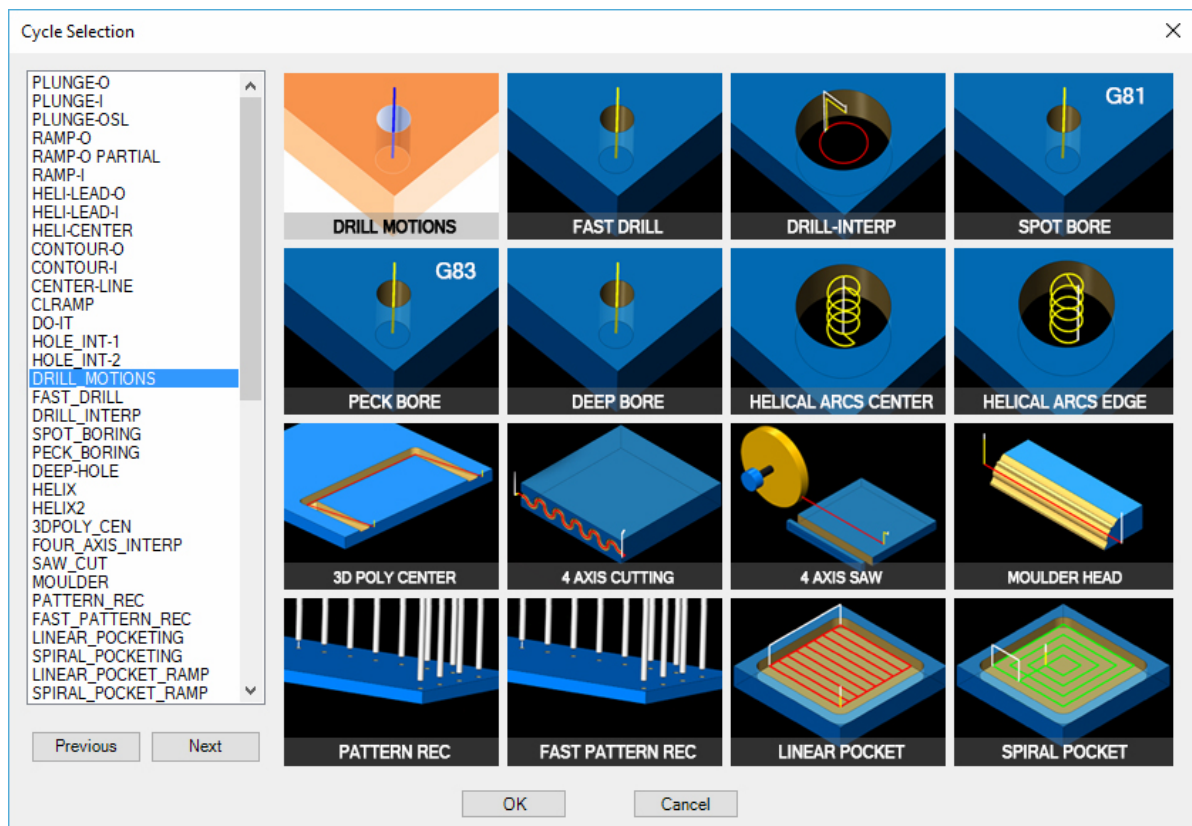 Cycle Selection
PLUNGE-O
PLUNGE-I
PLUNGE-OSL
RAMP-O
RAMP-O PARTIAL
RAMP-I
HELI-LEAD-O
HELI-LEAD-I
HELI-CENTER
CONTOUR-O
CONTOUR-I
CENTER-LINE
CLRAMP
DO-IT
HOLE_INT-1
HOLE_INT-2
DRILL_MOTIONS
FAST_DRILL
DRILL_INTERP
SPOT_BORING
PECK_BORING
DEEP-HOLE
HELIX
HELIX2
3DPOLY_CEN
FOUR_AXIS_INTERP
SAW_CUT
MOULDER
PATTERN_REC
FAST_PATTERN_REC
LINEAR_POCKETING
SPIRAL_POCKETING
LINEAR_POCKET_RAMP
SPIRAL_POCKET_RAMP
Previous Next
G81
DRILL MOTIONS FAST DRILL DRILL-INTERP SPOT BORE
G83
PECK BORE DEEP BORE HELICAL ARCS CENTER HELICAL ARCS EDGE
3D POLY CENTER 4 AXIS CUTTING 4 AXIS SAW MOULDER HEAD
PATTERN REC FAST PATTERN REC LINEAR POCKET SPIRAL POCKET
OK Cancel